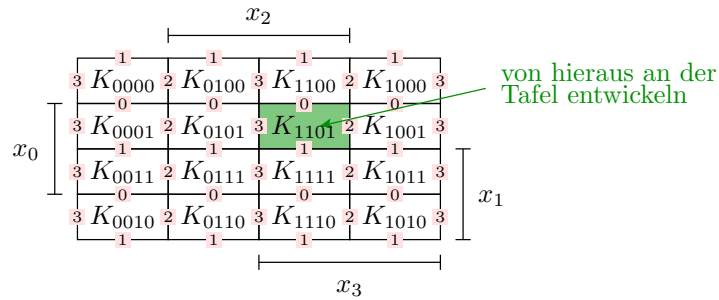 x₂
1 1 1 1
3 K₀₀₀₀ 2 K₀₁₀₀ 3 K₁₁₀₀ 2 K₁₀₀₀ 3
0 0 0 0
von hieraus an der
Tafel entwickeln
3 K₀₀₀₁ 2 K₀₁₀₁ 3 K₁₁₀₁ 2 K₁₀₀₁ 3
x₀
1 1 1 1
3 K₀₀₁₁ 2 K₀₁₁₁ 3 K₁₁₁₁ 2 K₁₀₁₁ 3
x₁
0 0 0 0
3 K₀₀₁₀ 2 K₀₁₁₀ 3 K₁₁₁₀ 2 K₁₀₁₀ 3
1 1 1 1
x₃